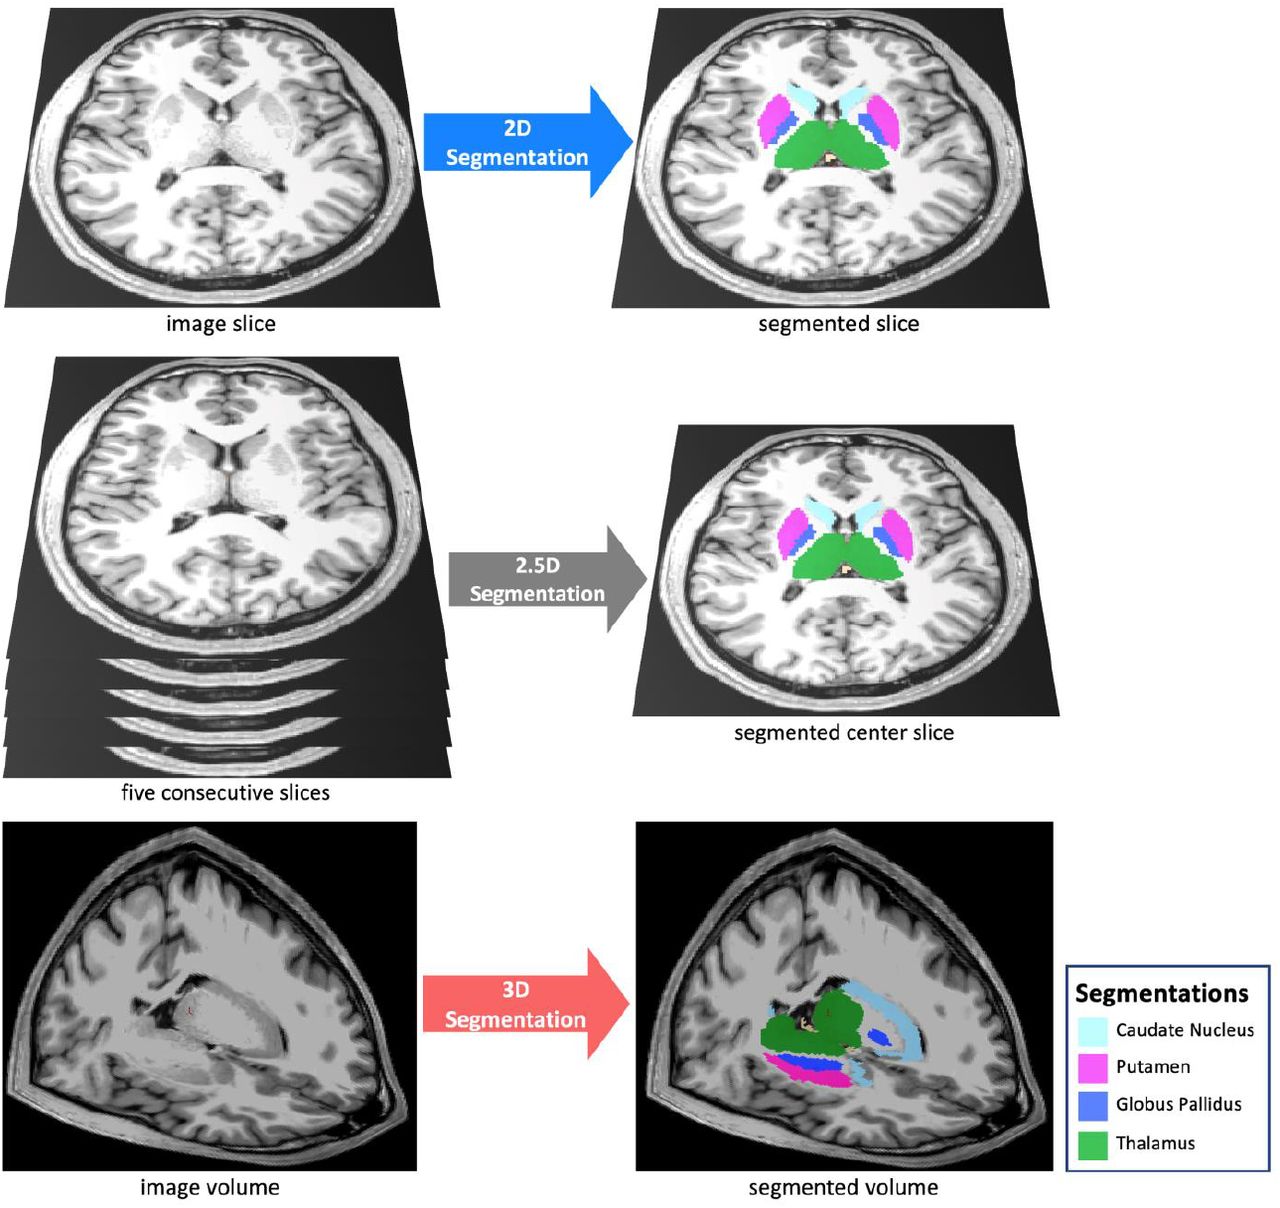 2D
Segmentation
image slice
segmented slice
2.5D
Segmentation
segmented center slice
five consecutive slices
3D
Segmentation
Segmentations
Caudate Nucleus
Putamen
Globus Pallidus
Thalamus
image volume
segmented volume